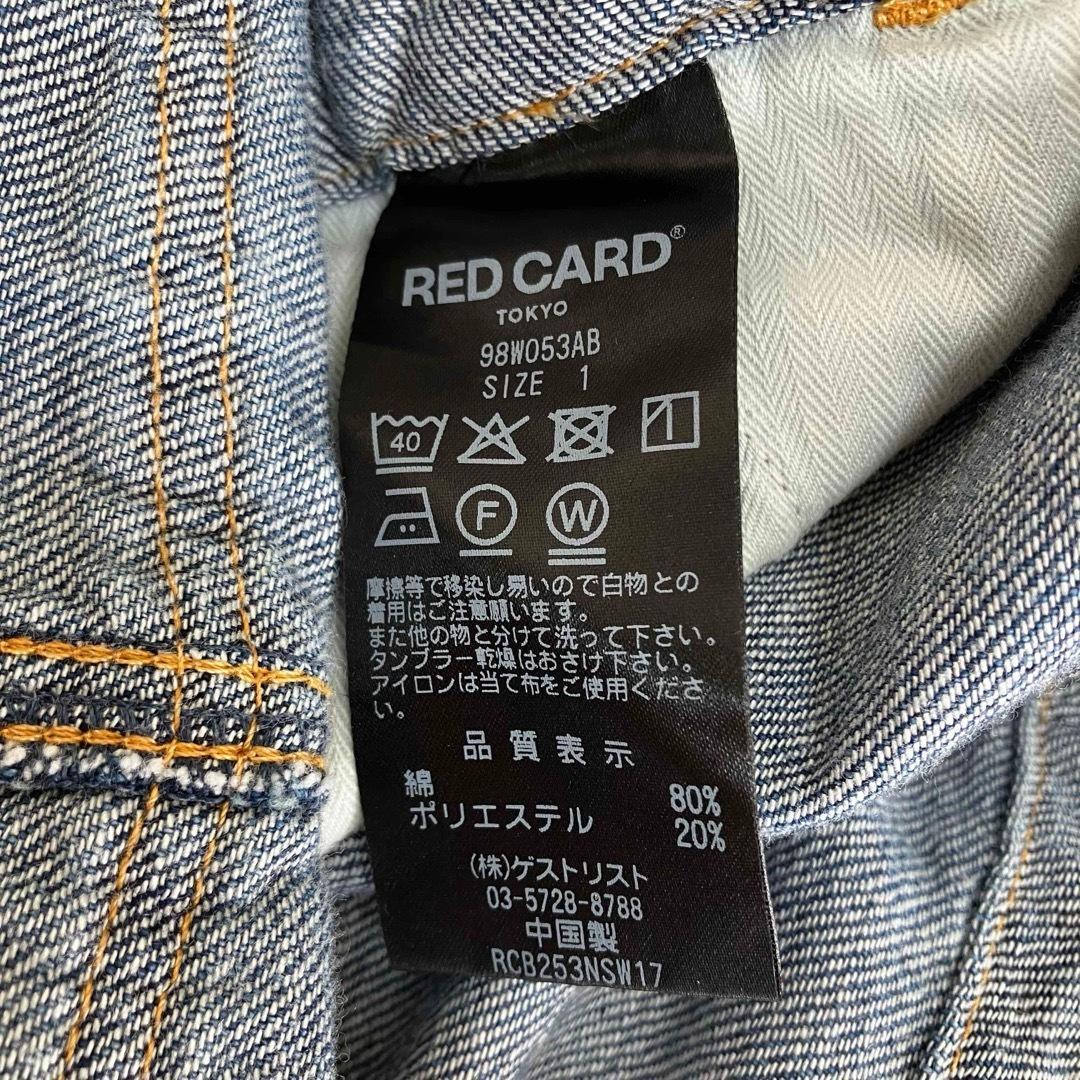 RED CARD®
TOKYO
98W053AB
SIZE 1
40
F W
摩擦等で移染し易いので白物との
着用はご注意願います。
また他の物と分けて洗って下さい。
タンブラー乾燥はおさけ下さい。
アイロンは当て布をご使用くださ
い。
品質表示
綿 80%
ポリエステル 20%
(株)ゲストリスト
03-5728-8788
中国製
RCB253NSW17